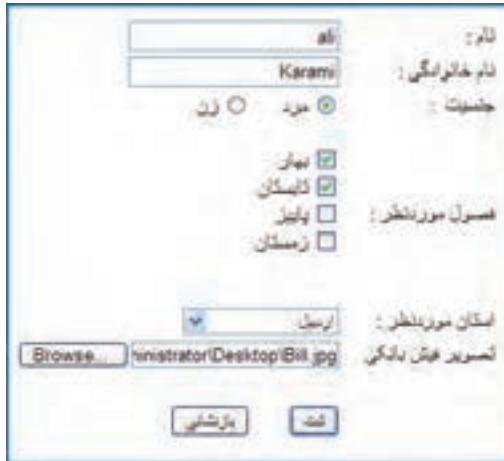 نام : ali
نام خانوادگی : Karami
جنسیت : مرد زن
بهار
تابستان
پاییز
زمستان
فصول موردنظر :
استان موردنظر : اردبیل
تصویر فیش بانکی ninistrator\Desktop\Bill.jpg Browse...
ثبت بازنشانی